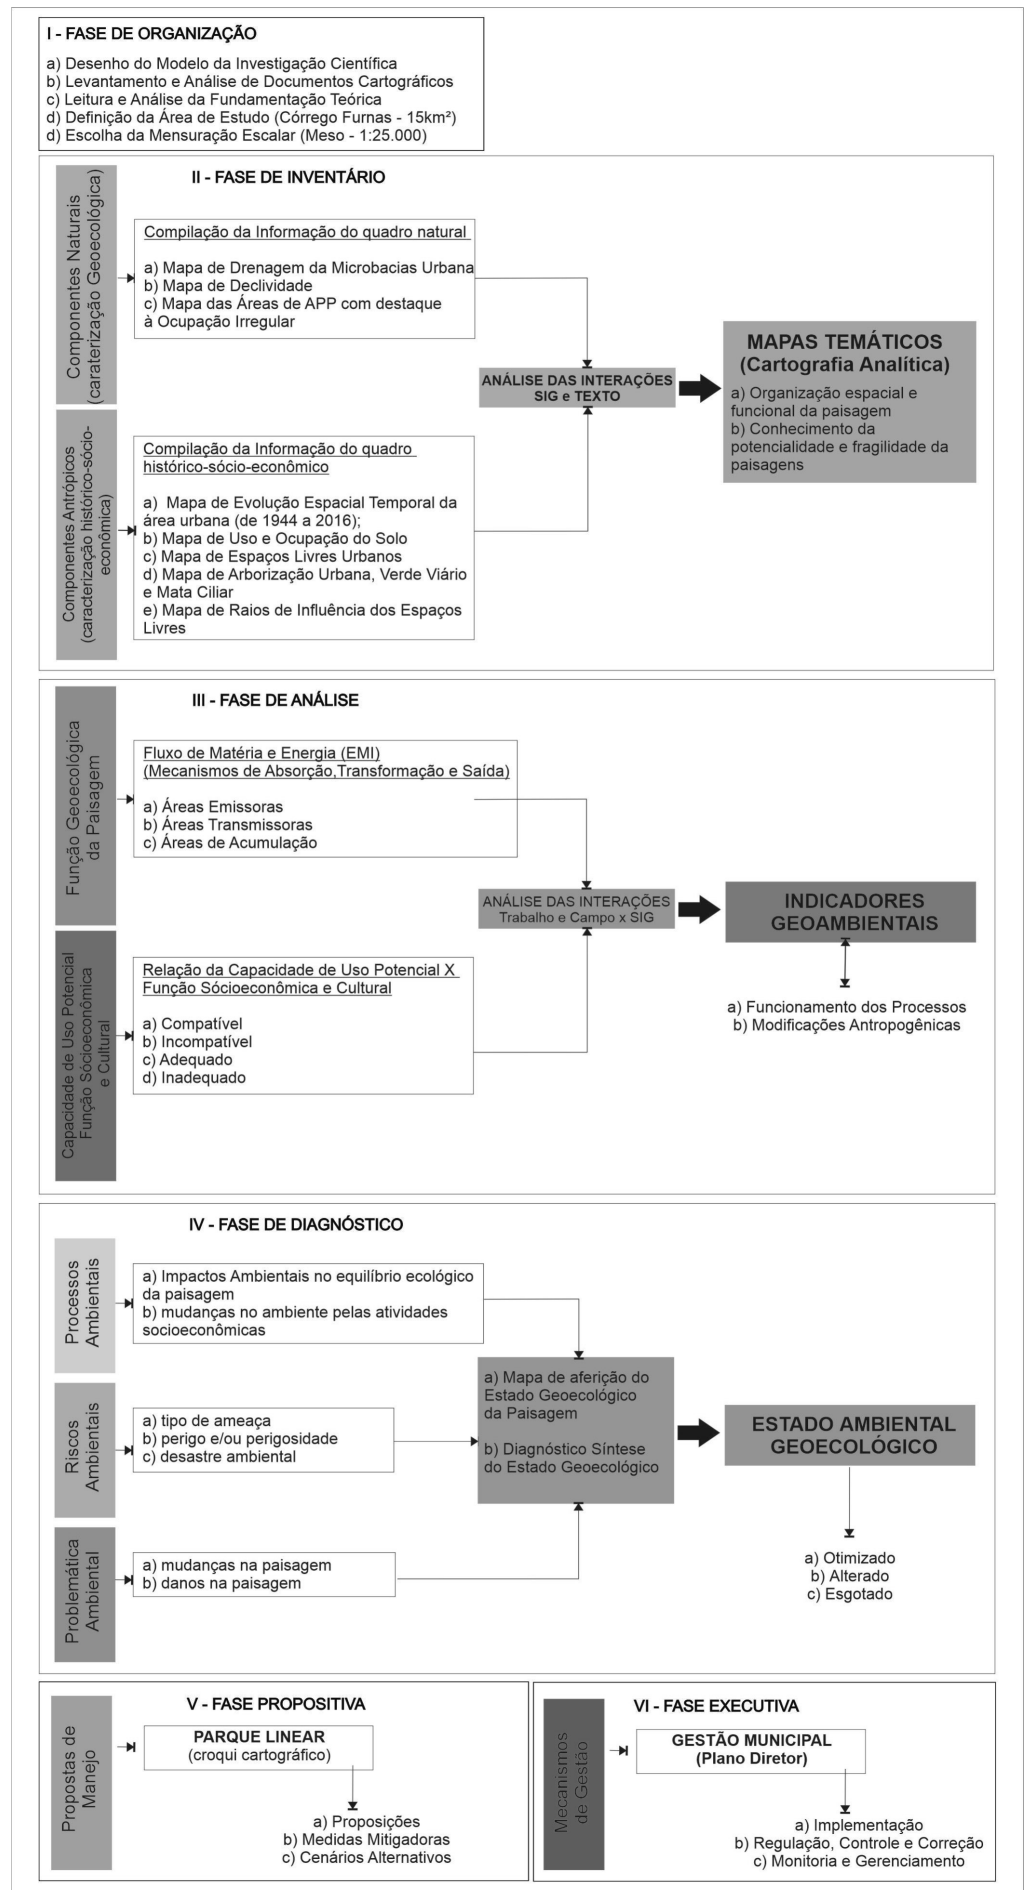 I - FASE DE ORGANIZAÇÃO
a) Desenho do Modelo da Investigação Científica
b) Levantamento e Análise de Documentos Cartográficos
c) Leitura e Análise da Fundamentação Teórica
d) Definição da Área de Estudo (Córrego Furnas - 15km²)
d) Escolha da Mensuração Escalar (Meso - 1:25.000)
II - FASE DE INVENTÁRIO
Componentes Naturais
(caraterização Geoecológica)
Compilação da Informação do quadro natural
a) Mapa de Drenagem da Microbacias Urbana
b) Mapa de Declividade
c) Mapa das Áreas de APP com destaque
à Ocupação Irregular
Componentes Antrópicos
(caracterização histórico-sócio-
econômica)
Compilação da Informação do quadro
histórico-sócio-econômico
a) Mapa de Evolução Espacial Temporal da
área urbana (de 1944 a 2016);
b) Mapa de Uso e Ocupação do Solo
c) Mapa de Espaços Livres Urbanos
d) Mapa de Arborização Urbana, Verde Viário
e Mata Ciliar
e) Mapa de Raios de Influência dos Espaços
Livres
ANÁLISE DAS INTERAÇÕES
SIG e TEXTO
MAPAS TEMÁTICOS
(Cartografia Analítica)
a) Organização espacial e
funcional da paisagem
b) Conhecimento da
potencialidade e fragilidade da
paisagens
III - FASE DE ANÁLISE
Função Geoecológica
da Paisagem
Fluxo de Matéria e Energia (EMI)
(Mecanismos de Absorção,Transformação e Saída)
a) Áreas Emissoras
b) Áreas Transmissoras
c) Áreas de Acumulação
Capacidade de Uso Potencial
Função Sócioeconômica
e Cultural
Relação da Capacidade de Uso Potencial X
Função Sócioeconômica e Cultural
a) Compatível
b) Incompatível
c) Adequado
d) Inadequado
ANÁLISE DAS INTERAÇÕES
Trabalho e Campo x SIG
INDICADORES
GEOAMBIENTAIS
a) Funcionamento dos Processos
b) Modificações Antropogênicas
IV - FASE DE DIAGNÓSTICO
Processos
Ambientais
a) Impactos Ambientais no equilíbrio ecológico
da paisagem
b) mudanças no ambiente pelas atividades
socioeconômicas
Riscos
Ambientais
a) tipo de ameaça
b) perigo e/ou perigosidade
c) desastre ambiental
Problemática
Ambiental
a) mudanças na paisagem
b) danos na paisagem
a) Mapa de aferição do
Estado Geoecológico
da Paisagem
b) Diagnóstico Síntese
do Estado Geoecológico
ESTADO AMBIENTAL
GEOECOLÓGICO
a) Otimizado
b) Alterado
c) Esgotado
V - FASE PROPOSITIVA
Propostas de
Manejo
PARQUE LINEAR
(croqui cartográfico)
a) Proposições
b) Medidas Mitigadoras
c) Cenários Alternativos
VI - FASE EXECUTIVA
Mecanismos
de Gestão
GESTÃO MUNICIPAL
(Plano Diretor)
a) Implementação
b) Regulação, Controle e Correção
c) Monitoria e Gerenciamento